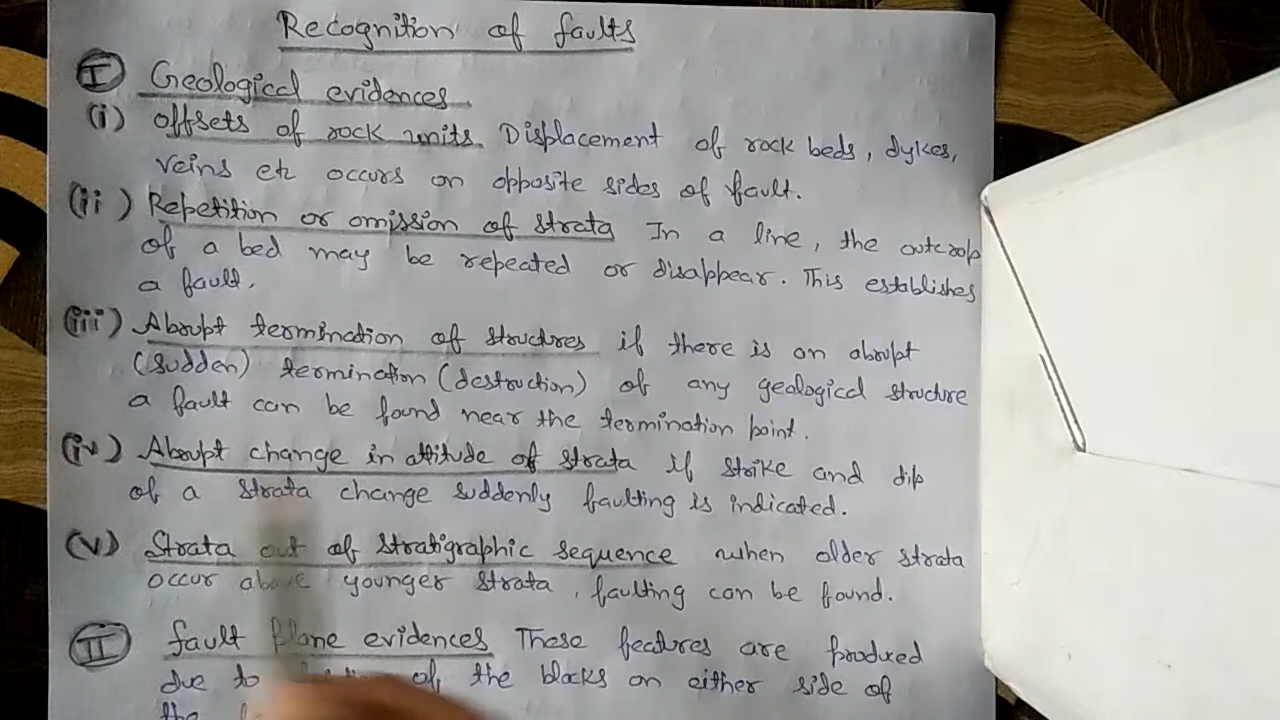 Recognition of faults
I Geological evidences
(i) offsets of rock units. Displacement of rock beds, dykes,
veins etc occurs on opposite sides of fault.
(ii) Repetition or omission of strata In a line, the outcrop
of a bed may be repeated or disappear. This establishes
a fault.
(iii) Abrupt termination of structures if there is an abrupt
(sudden) termination (destruction) of any geological structure
a fault can be found near the termination point.
(iv) Abrupt change in attitude of strata if strike and dip
of a strata change suddenly faulting is indicated.
(v) Strata out of stratigraphic sequence when older strata
occur above younger strata, faulting can be found.
II fault plane evidences These features are produced
due to of the blocks on either side of
the